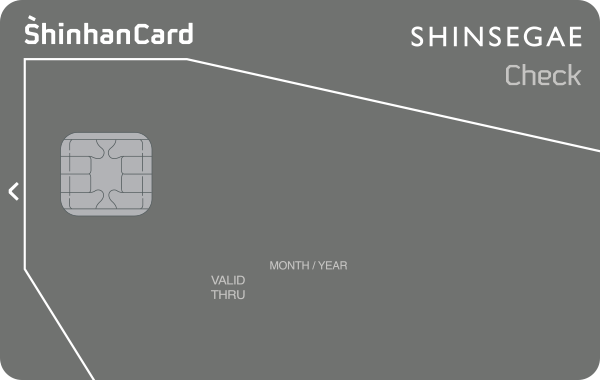 ShinhanCard
SHINSEGAE
Check
MONTH / YEAR
VALID
THRU